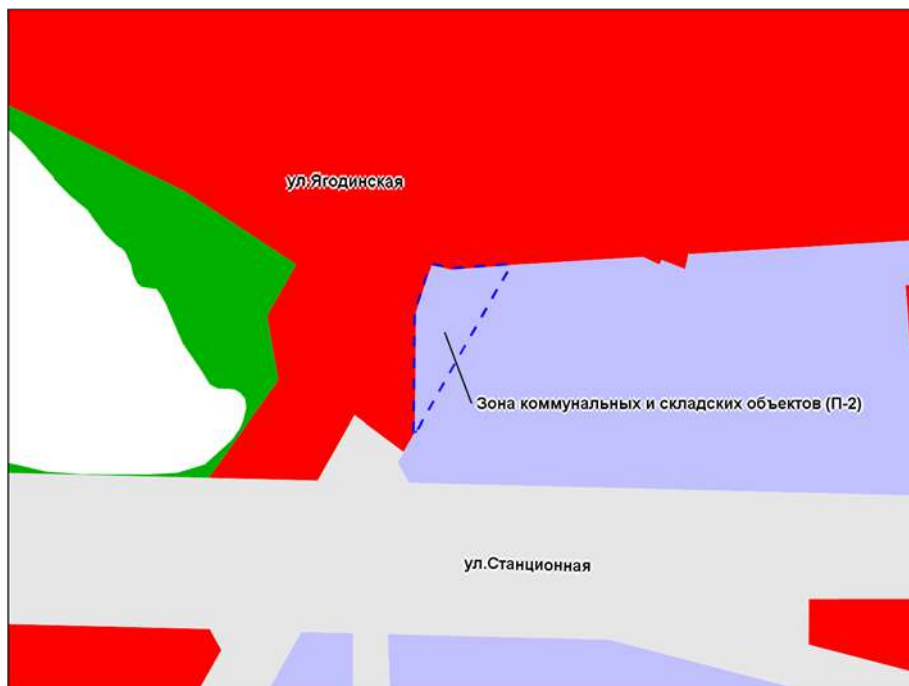 ул.Ягодинская
Зона коммунальных и складских объектов (П-2)
ул.Станционная